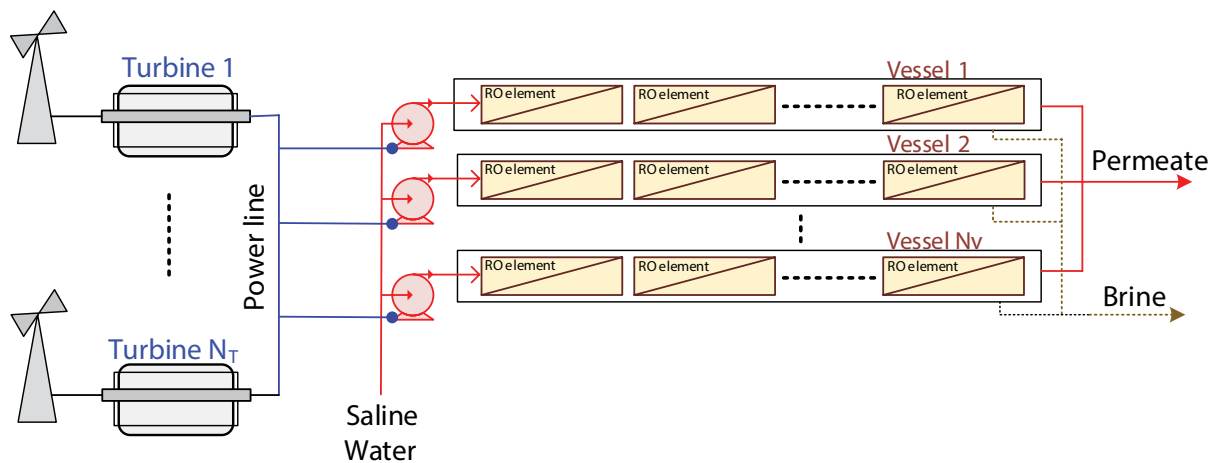 Turbine 1
Power line
Turbine N_T
Saline
Water
Vessel 1
RO element
RO element
RO element
Vessel 2
RO element
RO element
RO element
Vessel Nv
RO element
RO element
RO element
Permeate
Brine